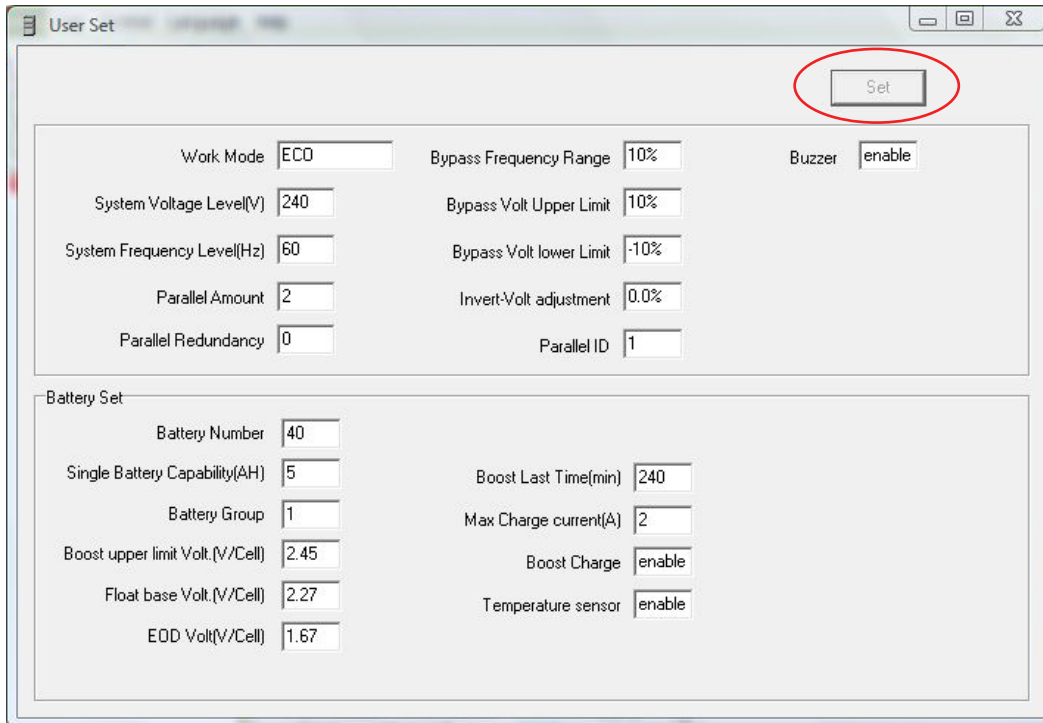 User Set
Set
Work Mode ECO Bypass Frequency Range 10% Buzzer enable
System Voltage Level(V) 240 Bypass Volt Upper Limit 10%
System Frequency Level(Hz) 60 Bypass Volt lower Limit -10%
Parallel Amount 2 Invert-Volt adjustment 0.0%
Parallel Redundancy 0 Parallel ID 1
Battery Set
Battery Number 40
Single Battery Capability(AH) 5 Boost Last Time(min) 240
Battery Group 1 Max Charge current(A) 2
Boost upper limit Volt.(V/Cell) 2.45 Boost Charge enable
Float base Volt.(V/Cell) 2.27 Temperature sensor enable
EOD Volt(V/Cell) 1.67